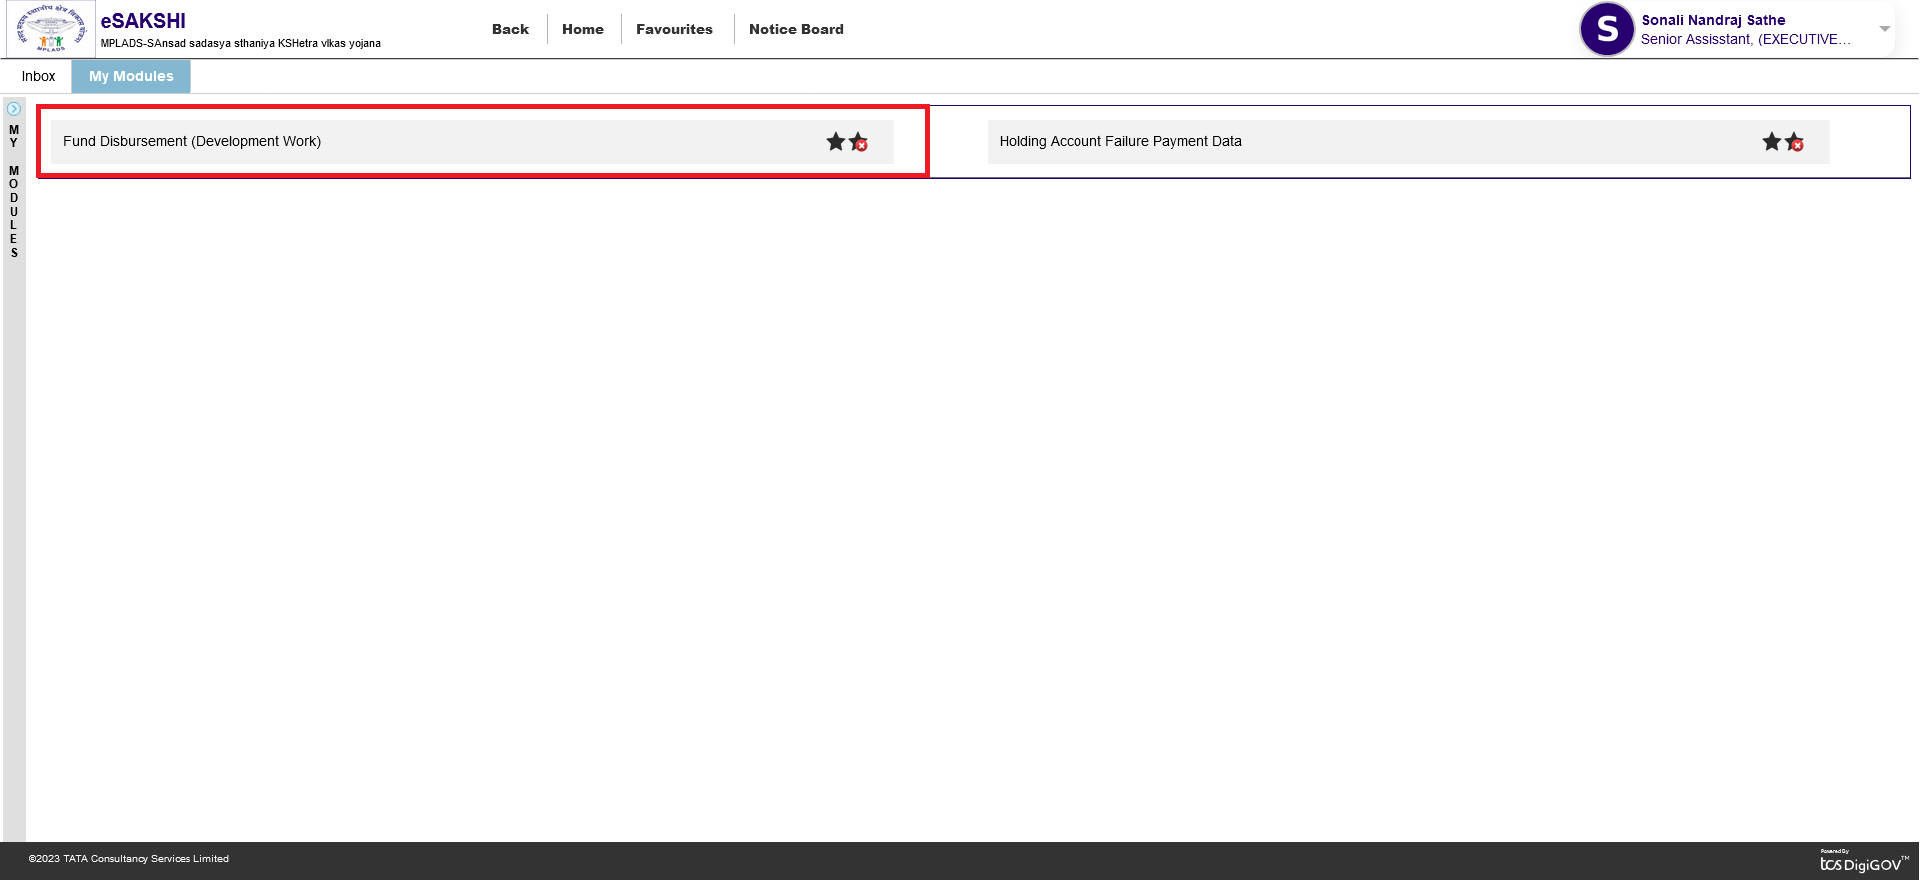 eSAKSHI
MPLADS-SAnsad sadasya sthaniya KSHetra vIkas yojana
Back
Home
Favourites
Notice Board
S
Sonali Nandraj Sathe
Senior Assisstant, (EXECUTIVE...
MPLADS
Inbox
My Modules
MY MODULES
Fund Disbursement (Development Work)
Holding Account Failure Payment Data
©2023 TATA Consultancy Services Limited
Powered By
tcs DigiGOV™